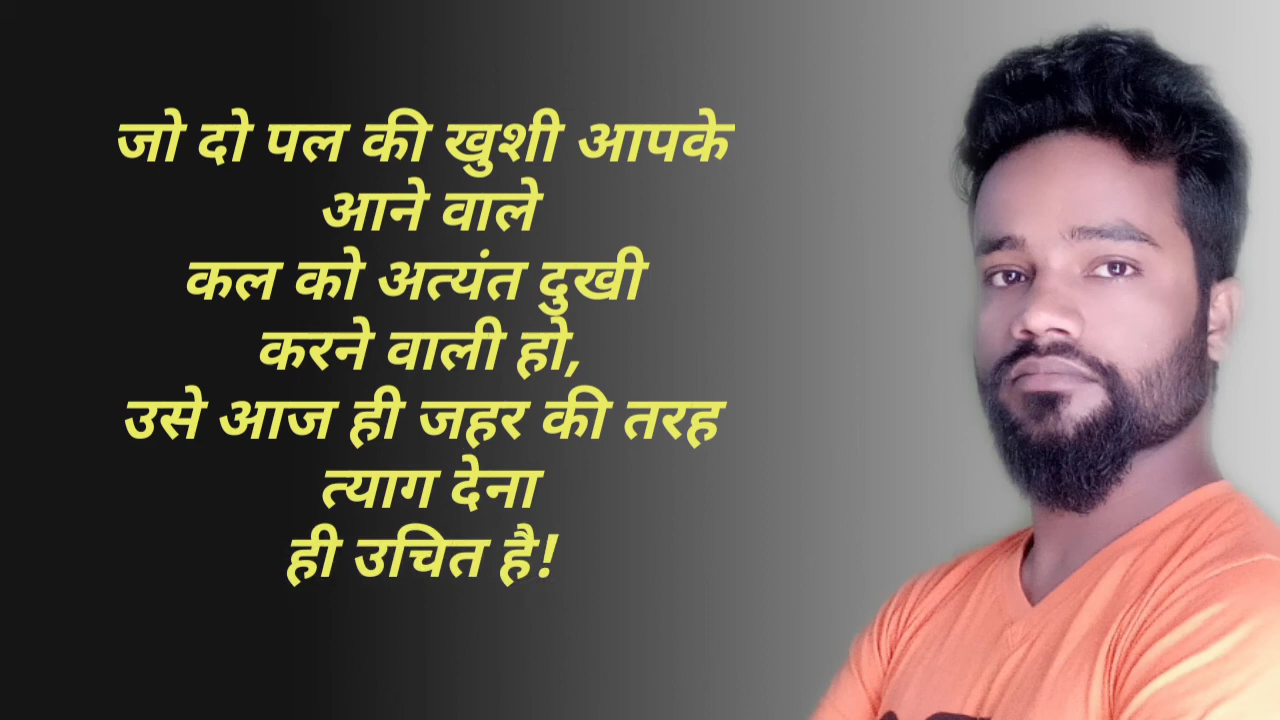 जो दो पल की खुशी आपके
आने वाले
कल को अत्यंत दुखी
करने वाली हो,
उसे आज ही जहर की तरह
त्याग देना
ही उचित है!